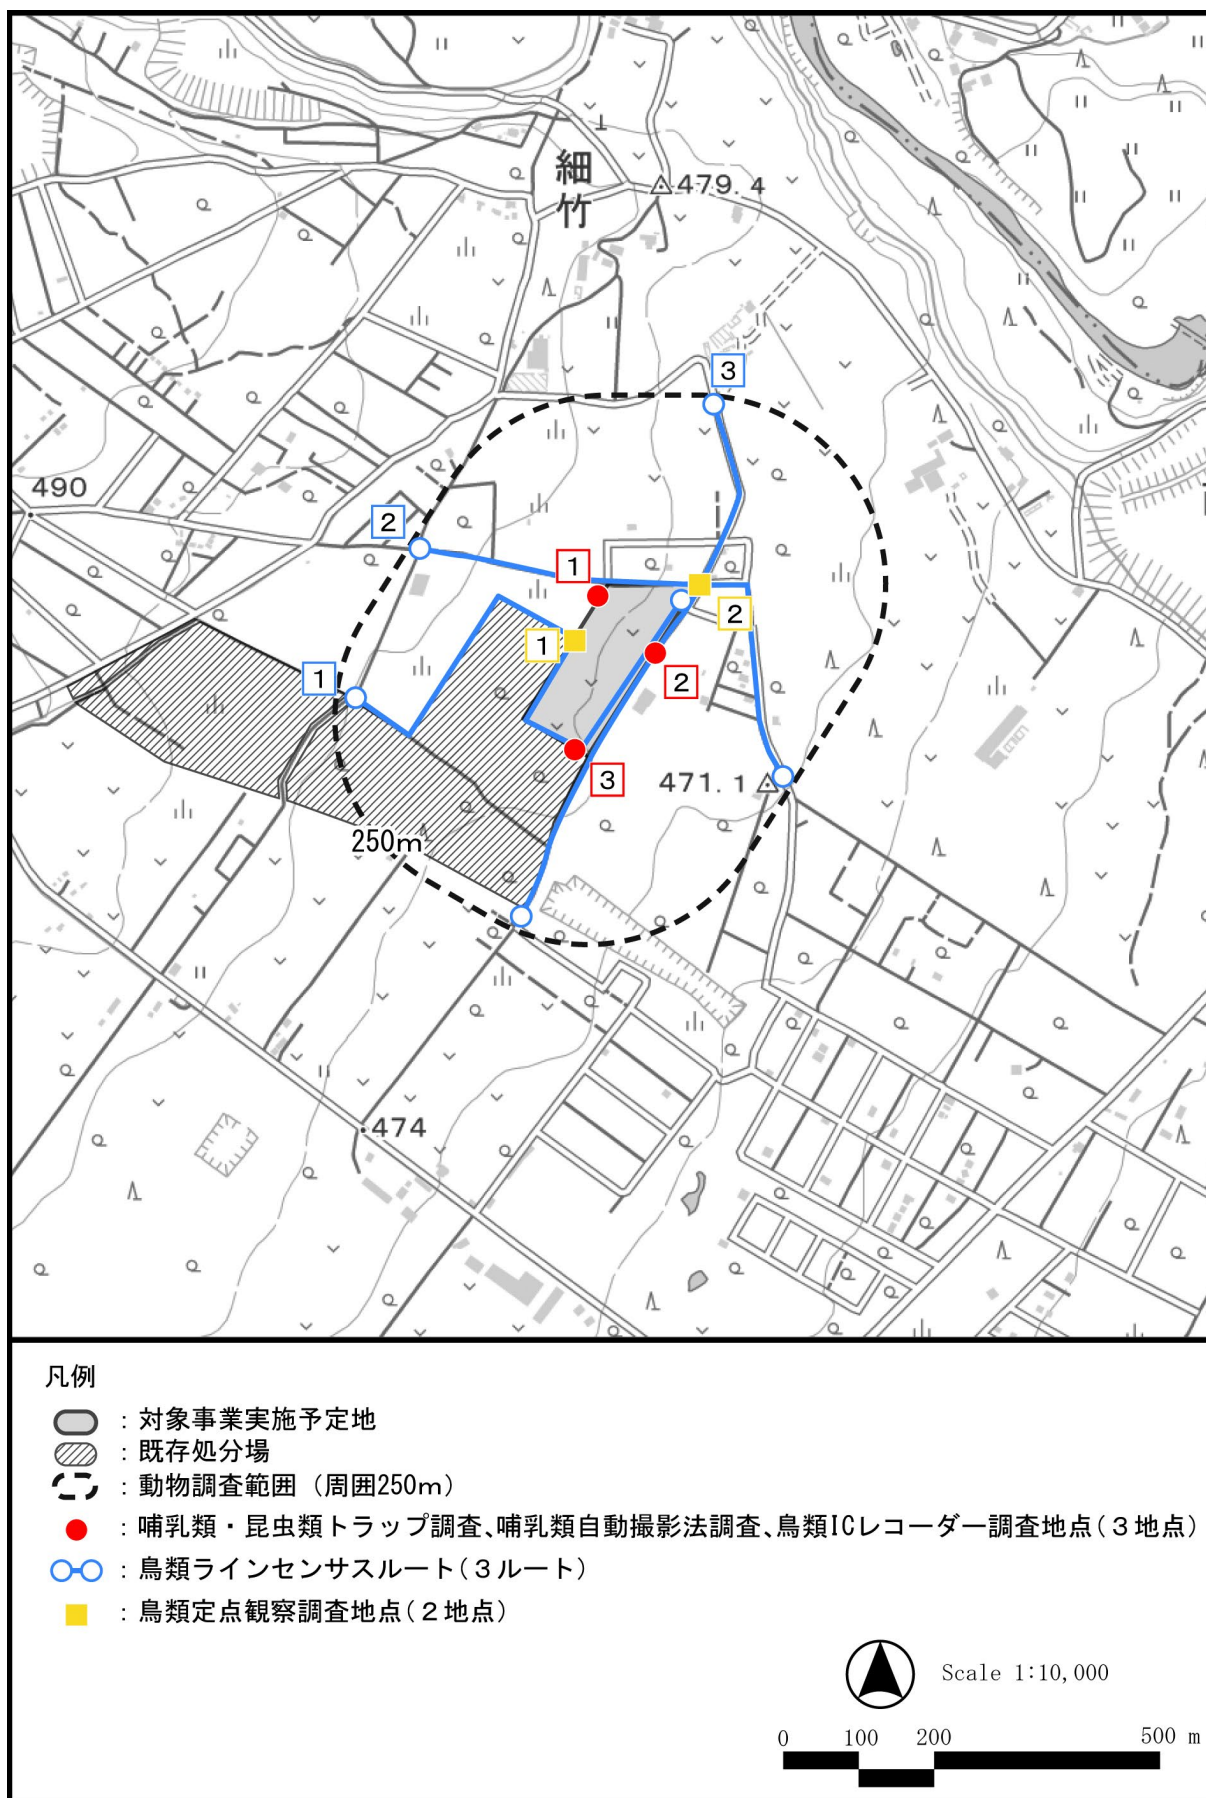 細竹
479.4
3
490
2
1
1
2
1
2
3
471.1
250m
474
凡例
：対象事業実施予定地
：既存処分場
：動物調査範囲（周囲250m）
：哺乳類・昆虫類トラップ調査、哺乳類自動撮影法調査、鳥類ICレコーダー調査地点（３地点）
：鳥類ラインセンサスルート（３ルート）
：鳥類定点観察調査地点（２地点）
Scale 1:10,000
0 100 200 500 m